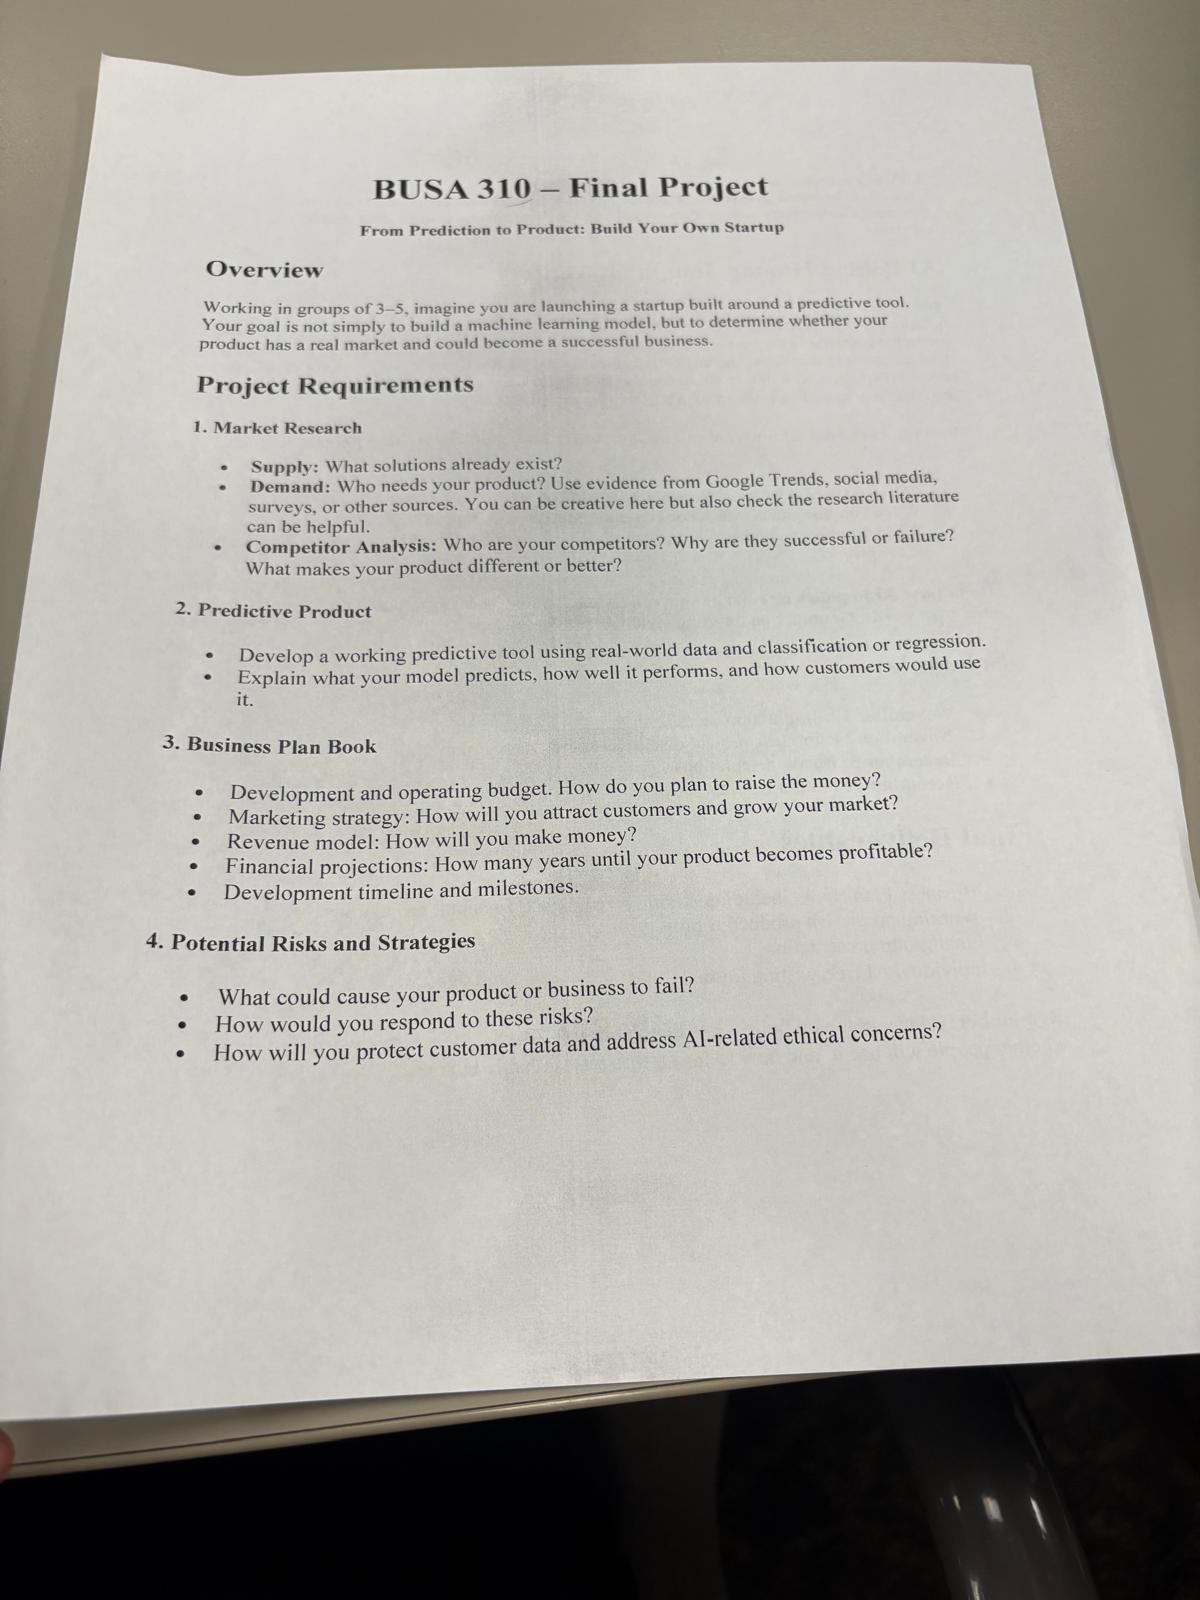 BUSA 310 – Final Project
From Prediction to Product: Build Your Own Startup
Overview
Working in groups of 3–5, imagine you are launching a startup built around a predictive tool.
Your goal is not simply to build a machine learning model, but to determine whether your
product has a real market and could become a successful business.
Project Requirements
1. Market Research
• Supply: What solutions already exist?
• Demand: Who needs your product? Use evidence from Google Trends, social media,
surveys, or other sources. You can be creative here but also check the research literature
can be helpful.
• Competitor Analysis: Who are your competitors? Why are they successful or failure?
What makes your product different or better?
2. Predictive Product
• Develop a working predictive tool using real-world data and classification or regression.
• Explain what your model predicts, how well it performs, and how customers would use
it.
3. Business Plan Book
• Development and operating budget. How do you plan to raise the money?
• Marketing strategy: How will you attract customers and grow your market?
• Revenue model: How will you make money?
• Financial projections: How many years until your product becomes profitable?
• Development timeline and milestones.
4. Potential Risks and Strategies
• What could cause your product or business to fail?
• How would you respond to these risks?
• How will you protect customer data and address AI-related ethical concerns?